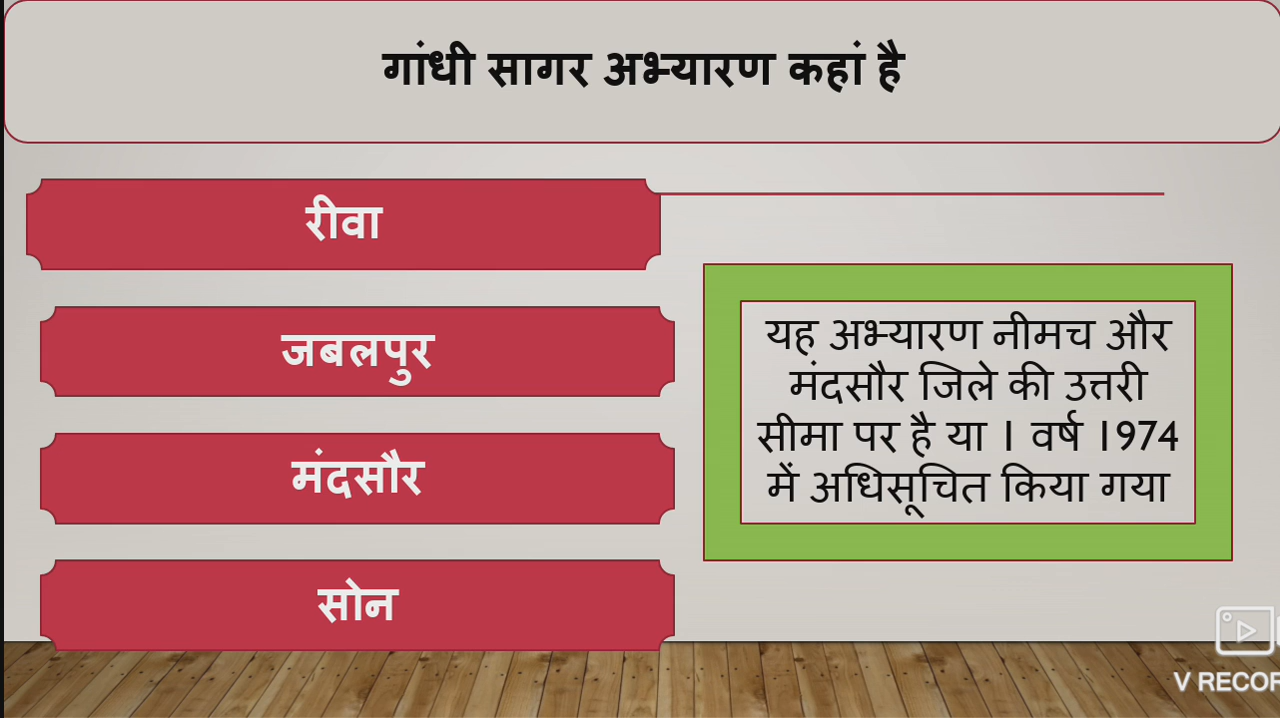 गांधी सागर अभ्यारण कहां है
रीवा
जबलपुर
मंदसौर
सोन
यह अभ्यारण नीमच और
मंदसौर जिले की उत्तरी
सीमा पर है या । वर्ष 1974
में अधिसूचित किया गया
V RECOR